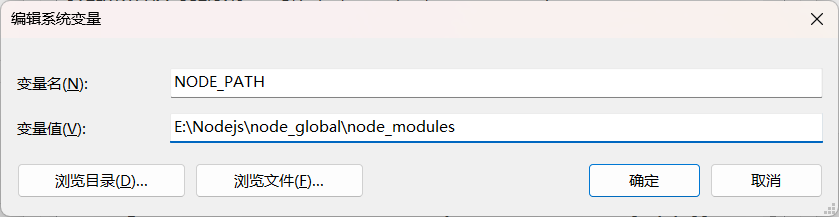 编辑系统变量
变量名(N):
NODE_PATH
变量值(V):
E:\Nodejs\node_global\node_modules
浏览目录(D)...
浏览文件(F)...
确定
取消